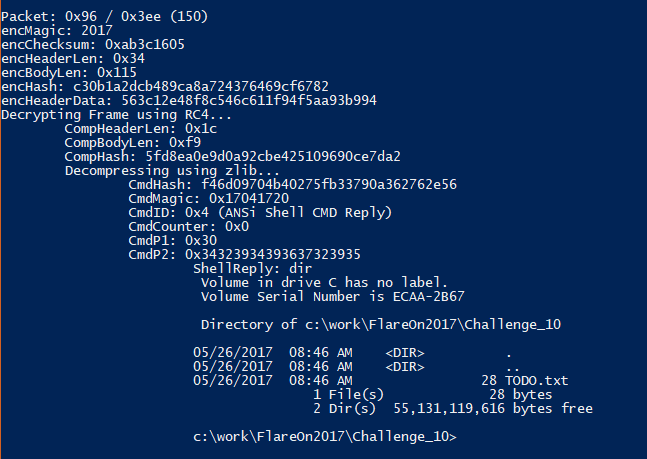 Packet: 0x96 / 0x3ee (150)
encMagic: 2017
encChecksum: 0xab3c1605
encHeaderLen: 0x34
encBodyLen: 0x115
encHash: c30b1a2dcb489ca8a724376469cf6782
encHeaderData: 563c12e48f8c546c611f94f5aa93b994
Decrypting Frame using RC4...
CompHeaderLen: 0x1c
CompBodyLen: 0xf9
CompHash: 5fd8ea0e9d0a92cbe425109690ce7da2
Decompressing using zlib...
CmdHash: f46d09704b40275fb33790a362762e56
CmdMagic: 0x17041720
CmdID: 0x4 (ANSi Shell CMD Reply)
CmdCounter: 0x0
CmdP1: 0x30
CmdP2: 0x34323934393637323935
ShellReply: dir
Volume in drive C has no label.
Volume Serial Number is ECAA-2B67
Directory of c:\work\FlareOn2017\Challenge_10
05/26/2017  08:46 AM    <DIR>          .
05/26/2017  08:46 AM    <DIR>          ..
05/26/2017  08:46 AM                28 TODO.txt
1 File(s)             28 bytes
2 Dir(s)  55,131,119,616 bytes free
c:\work\FlareOn2017\Challenge_10>